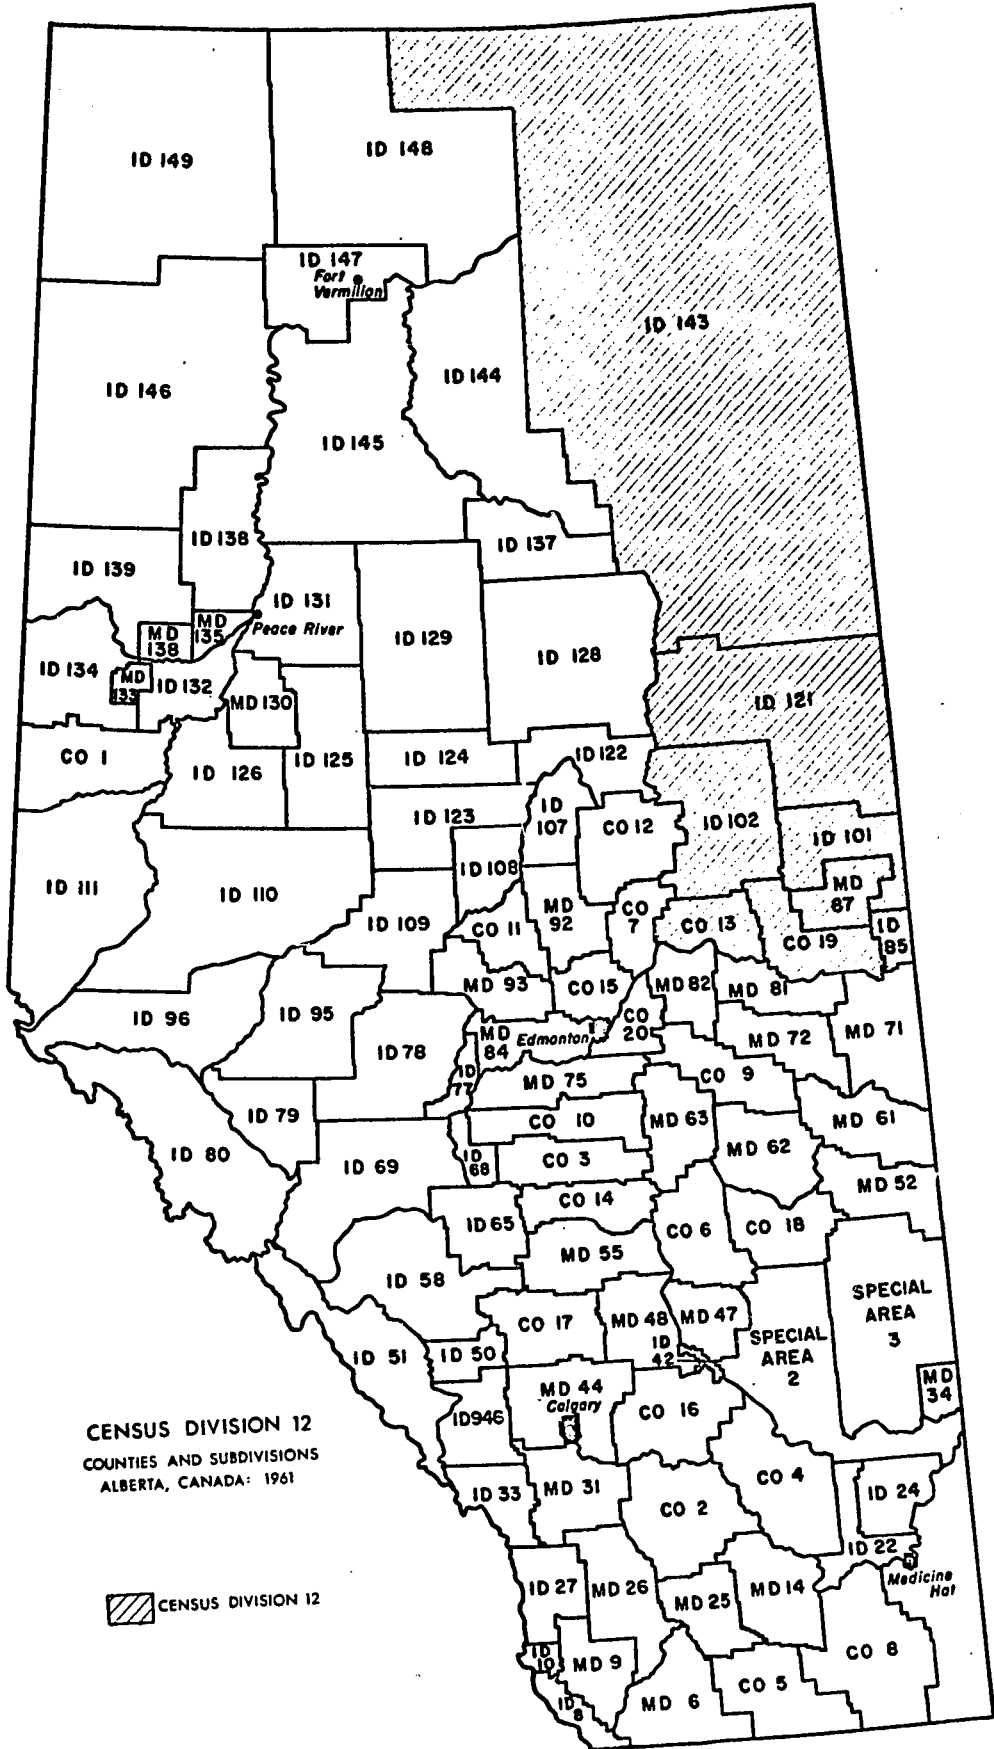 ID 149
ID 148
ID 147
Fort
Vermilion
ID 143
ID 146
ID 144
ID 145
ID 138
ID 137
ID 139
ID 131
MD
135
MD
138
Peace River
ID 129
ID 128
ID 134
MD
133
ID 132
MD 130
ID 121
CO 1
ID 126
ID 125
ID 124
ID 122
ID 123
ID
107
CO 12
ID 102
ID 101
ID 111
ID 110
ID 108
MD
87
ID 109
CO 11
MD
92
CO
7
CO 13
CO 19
ID
85
MD 93
CO 15
MD 82
MD 81
ID 96
ID 95
ID 78
MD
84
Edmonton
CO
20
MD 72
MD 71
ID
77
MD 75
CO 9
ID 79
CO 10
MD 63
MD 61
ID 80
ID 69
ID
68
CO 3
MD 62
MD 52
ID 65
CO 14
CO 6
CO 18
MD 55
ID 58
SPECIAL
AREA
3
CO 17
MD 48
MD 47
ID
42
SPECIAL
AREA
2
ID 51
ID 50
MD
34
MD 44
Calgary
ID946
CO 16
CENSUS DIVISION 12
COUNTIES AND SUBDIVISIONS
ALBERTA, CANADA: 1961
ID 33
MD 31
CO 2
CO 4
ID 24
ID 22
Medicine
Hat
CENSUS DIVISION 12
ID 27
MD 26
MD 25
MD 14
ID
10
MD 9
CO 8
ID
8
MD 6
CO 5